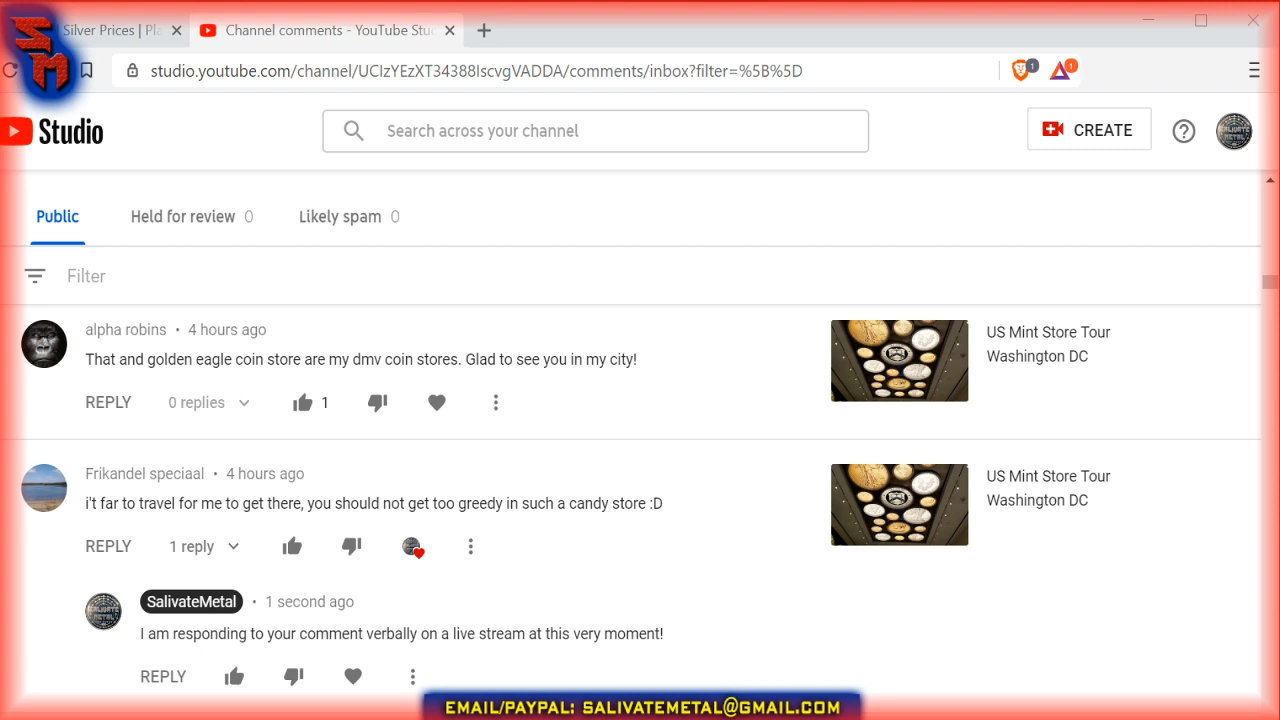 SM
Silver Prices | Pla
Channel comments - YouTube Stu
studio.youtube.com/channel/UCIzYEzXT34388IscvgVADDA/comments/inbox?filter=%5B%5D
1
1
Studio
Search across your channel
CREATE
Public
Held for review 0
Likely spam 0
Filter
alpha robins • 4 hours ago
That and golden eagle coin store are my dmv coin stores. Glad to see you in my city!
REPLY 0 replies 1
US Mint Store Tour
Washington DC
Frikandel speciaal • 4 hours ago
i't far to travel for me to get there, you should not get too greedy in such a candy store :D
REPLY 1 reply
US Mint Store Tour
Washington DC
SalivateMetal • 1 second ago
I am responding to your comment verbally on a live stream at this very moment!
REPLY
EMAIL/PAYPAL: SALIVATEMETAL@GMAIL.COM